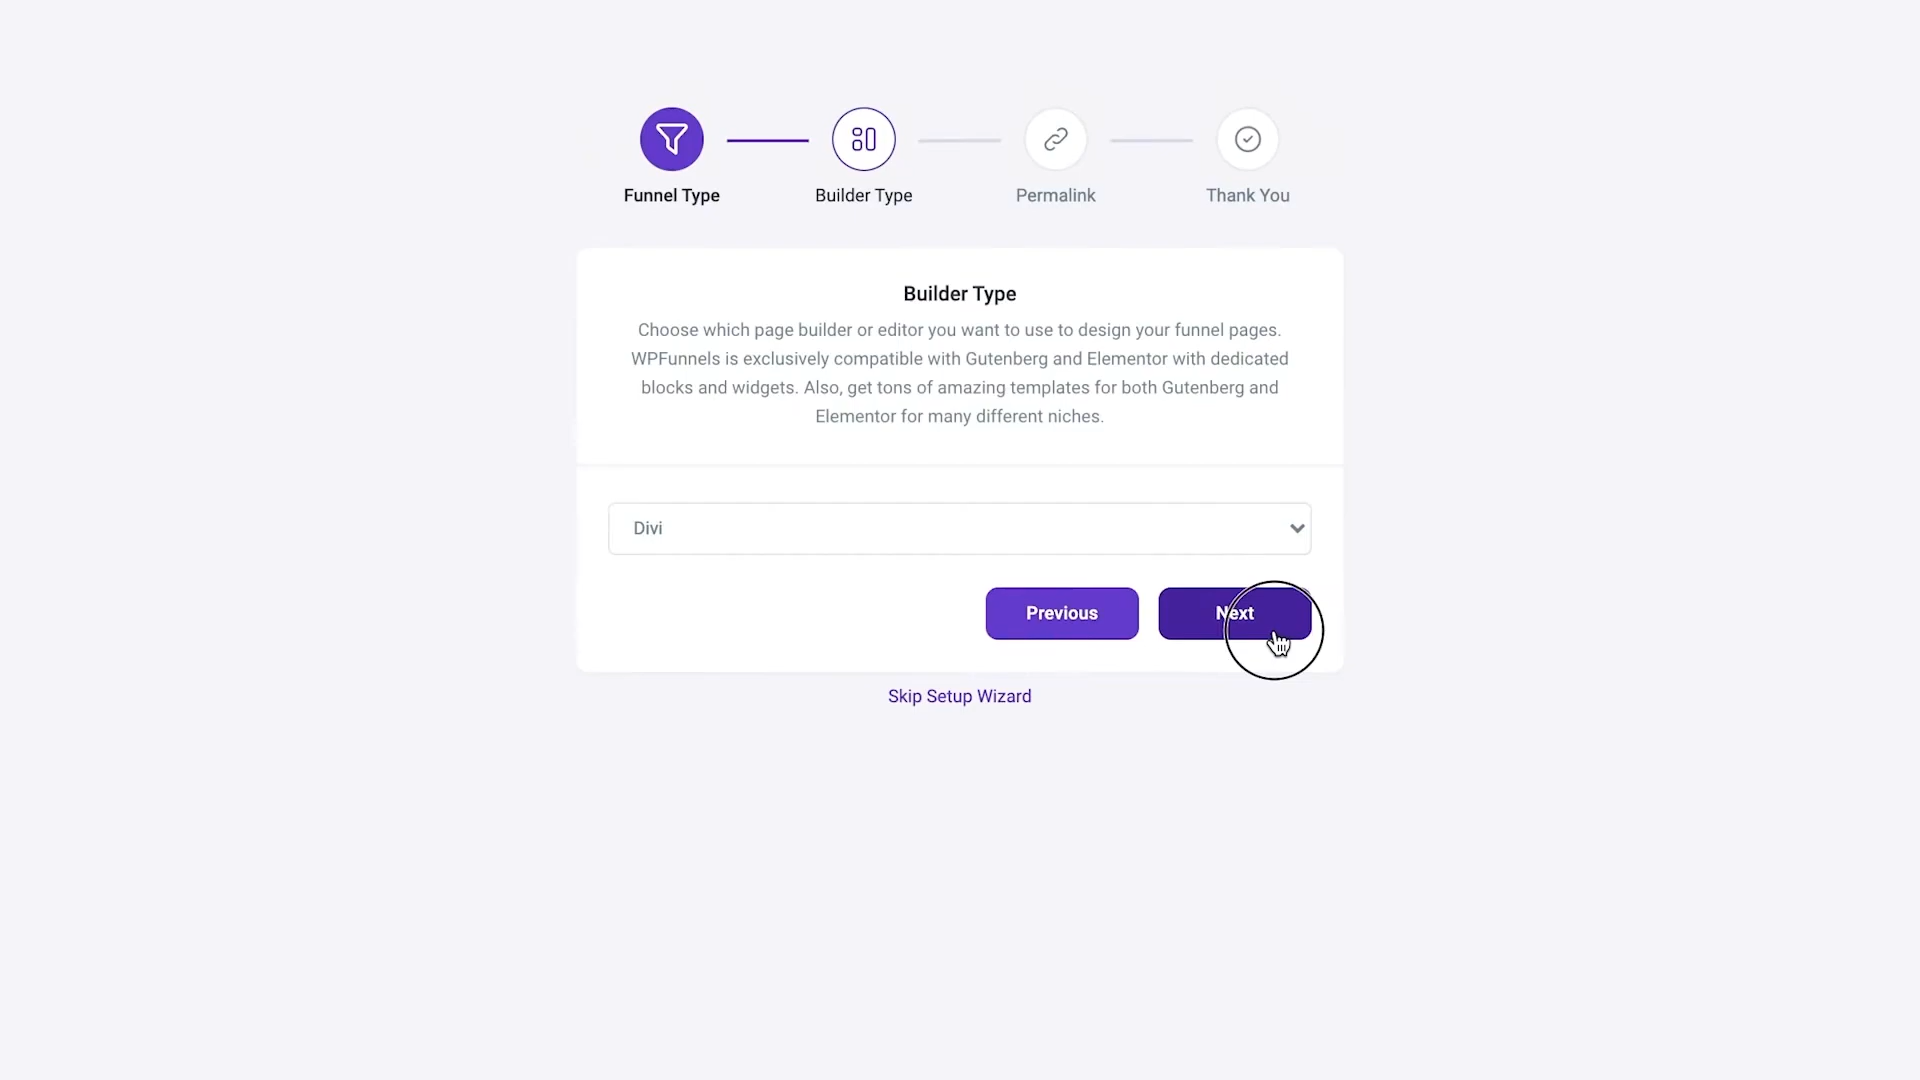 Funnel Type
Builder Type
Permalink
Thank You
Builder Type
Choose which page builder or editor you want to use to design your funnel pages.
WPFunnels is exclusively compatible with Gutenberg and Elementor with dedicated
blocks and widgets. Also, get tons of amazing templates for both Gutenberg and
Elementor for many different niches.
Divi
Previous
Next
Skip Setup Wizard